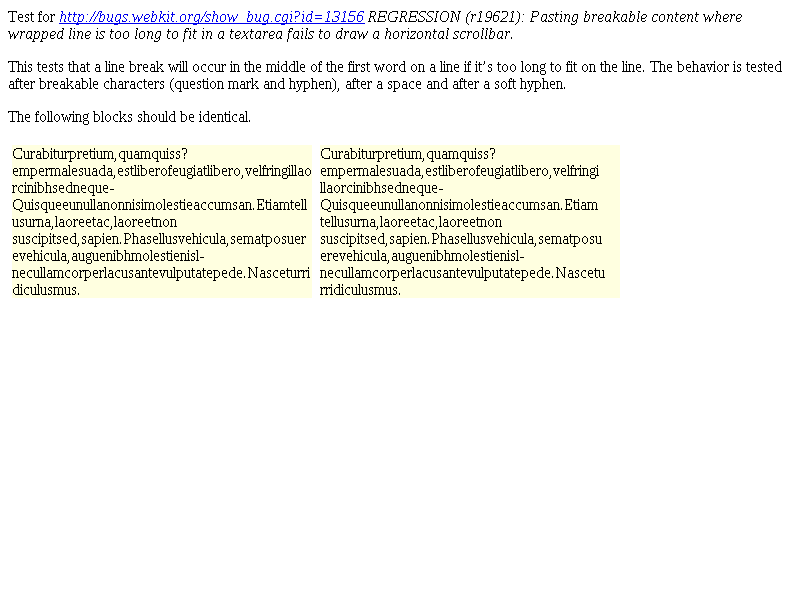 Test for http://bugs.webkit.org/show_bug.cgi?id=13156 REGRESSION (r19621): Pasting breakable content where
wrapped line is too long to fit in a textarea fails to draw a horizontal scrollbar.
This tests that a line break will occur in the middle of the first word on a line if it's too long to fit on the line. The behavior is tested
after breakable characters (question mark and hyphen), after a space and after a soft hyphen.
The following blocks should be identical.
Curabiturpretium,quamquiss?
empermalesuada,estliberofeugiatlibero,velfringillao
rcinibhsedneque-
Quisqueeunullanonnisimolestieaccumsan.Etiamtell
usurna,laoreetac,laoreetnon
suscipitsed,sapien.Phasellusvehicula,sematposuer
evehicula,auguenibhmolestienisl-
necullamcorperlacusantevulputatepede.Nasceturri
diculusmus.
Curabiturpretium,quamquiss?
empermalesuada,estliberofeugiatlibero,velfringi
llaorcinibhsedneque-
Quisqueeunullanonnisimolestieaccumsan.Etiam
tellusurna,laoreetac,laoreetnon
suscipitsed,sapien.Phasellusvehicula,sematposu
erevehicula,auguenibhmolestienisl-
necullamcorperlacusantevulputatepede.Nascetu
rridiculusmus.